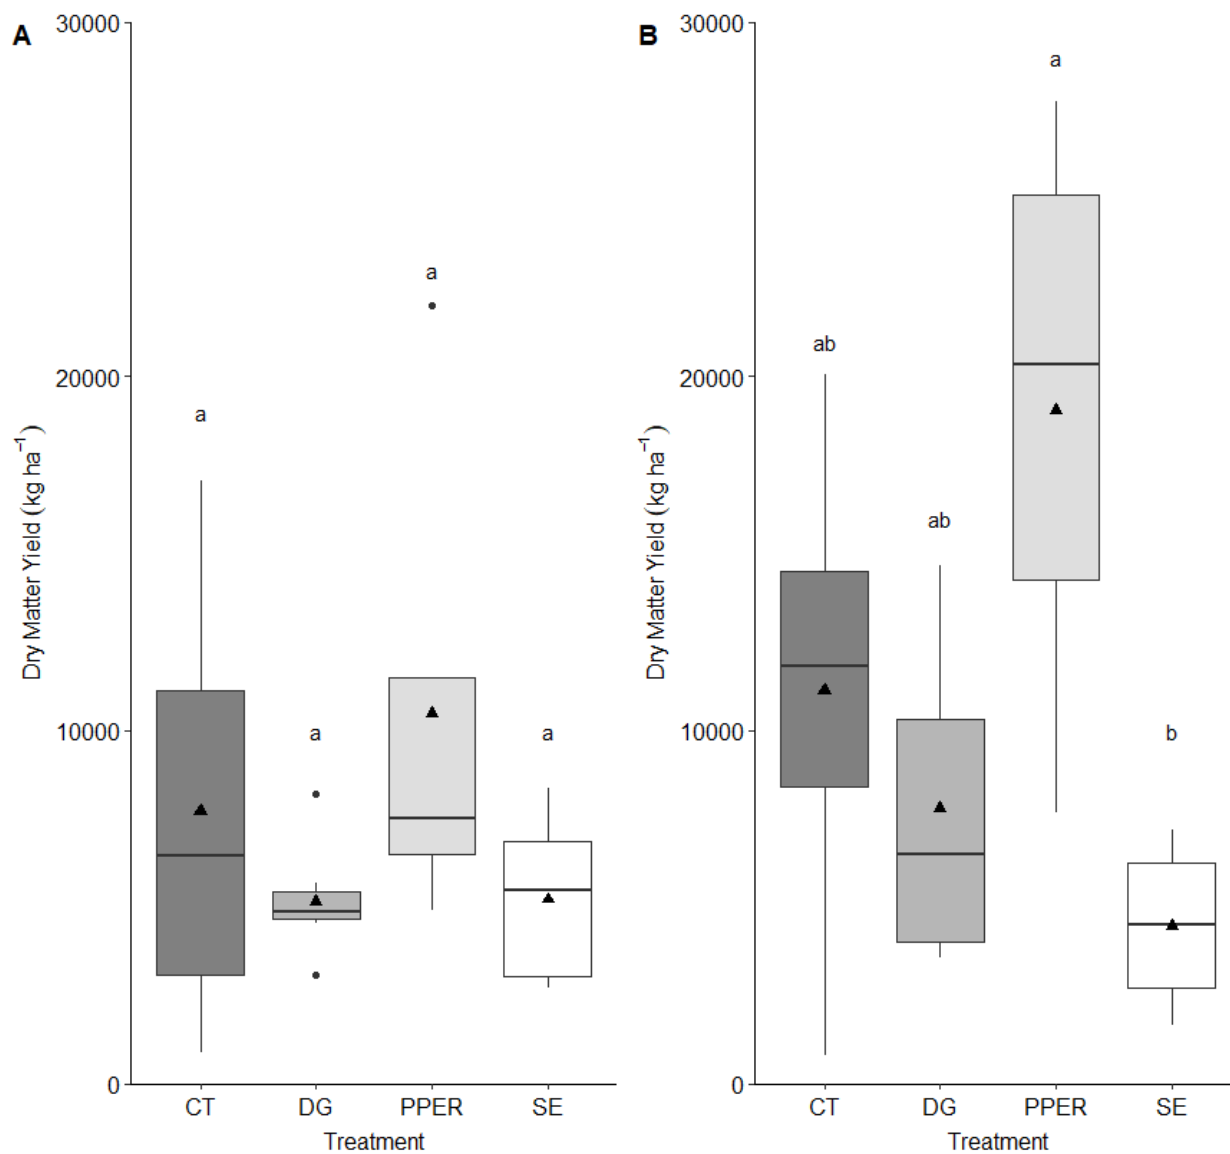 A
30000
20000
10000
0
Dry Matter Yield (kg ha⁻¹)
a
a
a
a
CT DG PPER SE
Treatment
B
30000
20000
10000
0
Dry Matter Yield (kg ha⁻¹)
ab
ab
a
b
CT DG PPER SE
Treatment